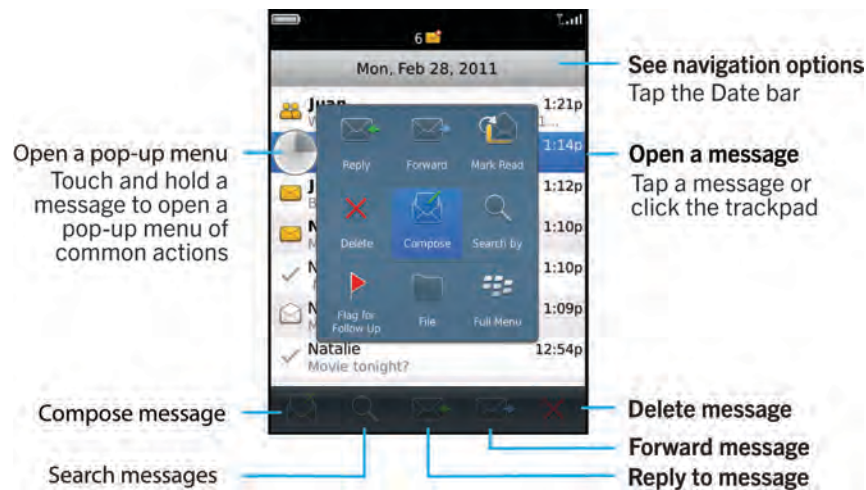 6
Mon, Feb 28, 2011
See navigation options
Tap the Date bar
Juan
1:21p
W
1...
Open a pop-up menu
Touch and hold a
message to open a
pop-up menu of
common actions
1:14p
Open a message
Tap a message or
click the trackpad
Reply
Forward
Mark Read
J
1:12p
B
N
1:10p
M
Delete
Compose
Search by
N
1:10p
N
1:09p
M
Flag for
Follow Up
File
Full Menu
Natalie
12:54p
Movie tonight?
Compose message
Search messages
Delete message
Forward message
Reply to message